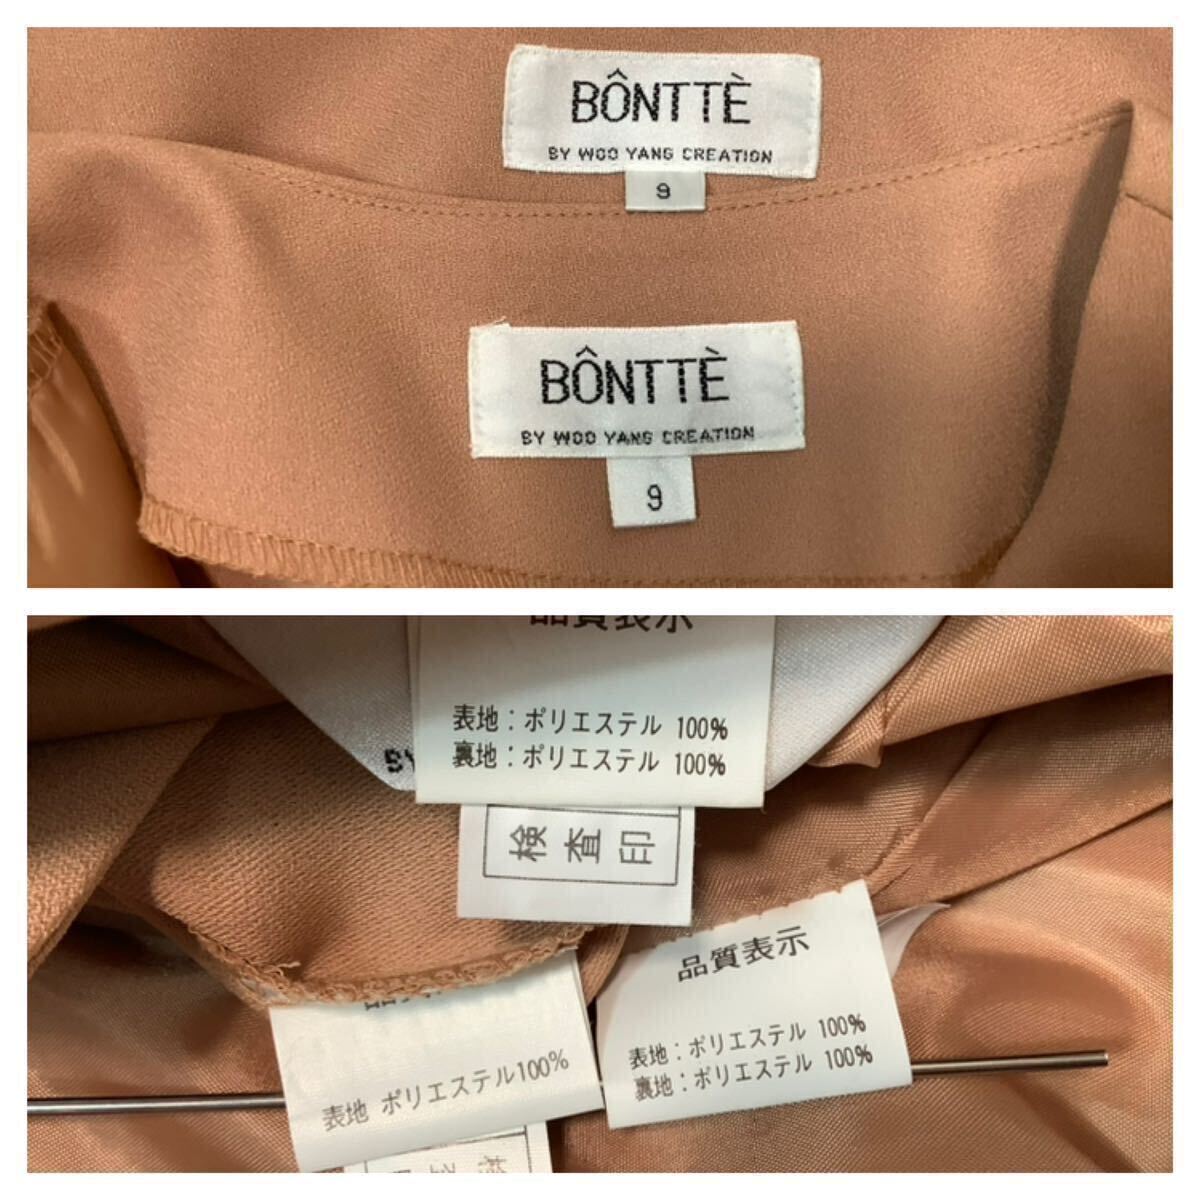 BÔNTTÈ
BY WOO YANG CREATION
9
BÔNTTÈ
BY WOO YANG CREATION
9
品質表示
表地：ポリエステル 100%
裏地：ポリエステル 100%
BY
検査印
品質表示
表地：ポリエステル 100%
裏地：ポリエステル 100%
表地 ポリエステル100%